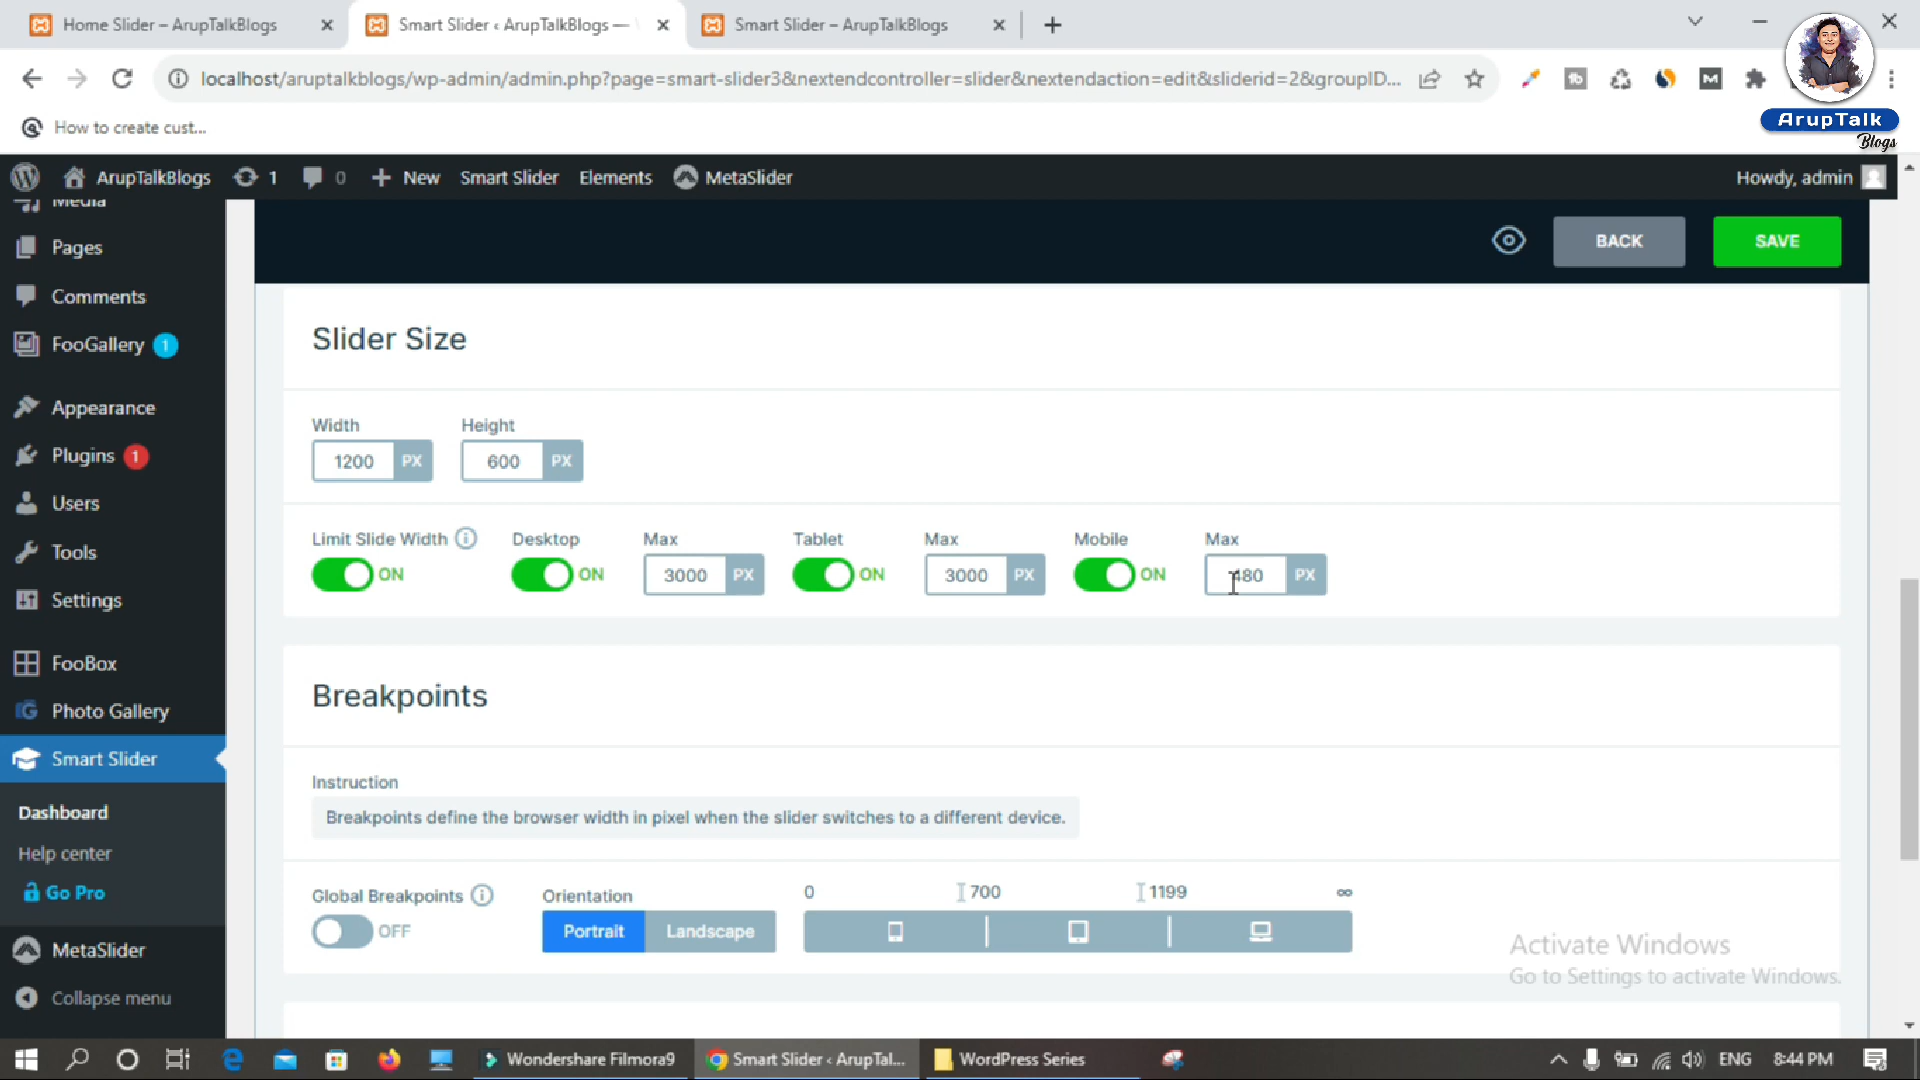 Home Slider – ArupTalkBlogs
Smart Slider ‹ ArupTalkBlogs —
Smart Slider – ArupTalkBlogs
localhost/aruptalkblogs/wp-admin/admin.php?page=smart-slider3&nextendcontroller=slider&nextendaction=edit&sliderid=2&groupID...
How to create cust...
ArupTalk
Blogs
ArupTalkBlogs 1 0 New Smart Slider Elements MetaSlider Howdy, admin
Media
Pages
Comments
FooGallery 1
Appearance
Plugins 1
Users
Tools
Settings
FooBox
Photo Gallery
Smart Slider
Dashboard
Help center
Go Pro
MetaSlider
Collapse menu
BACK SAVE
Slider Size
Width Height
1200 PX 600 PX
Limit Slide Width Desktop Max Tablet Max Mobile Max
ON ON 3000 PX ON 3000 PX ON 480 PX
Breakpoints
Instruction
Breakpoints define the browser width in pixel when the slider switches to a different device.
Global Breakpoints Orientation 0 700 1199 ∞
OFF Portrait Landscape
Activate Windows
Go to Settings to activate Windows.
Wondershare Filmora9 Smart Slider ‹ ArupTal... WordPress Series ENG 8:44 PM